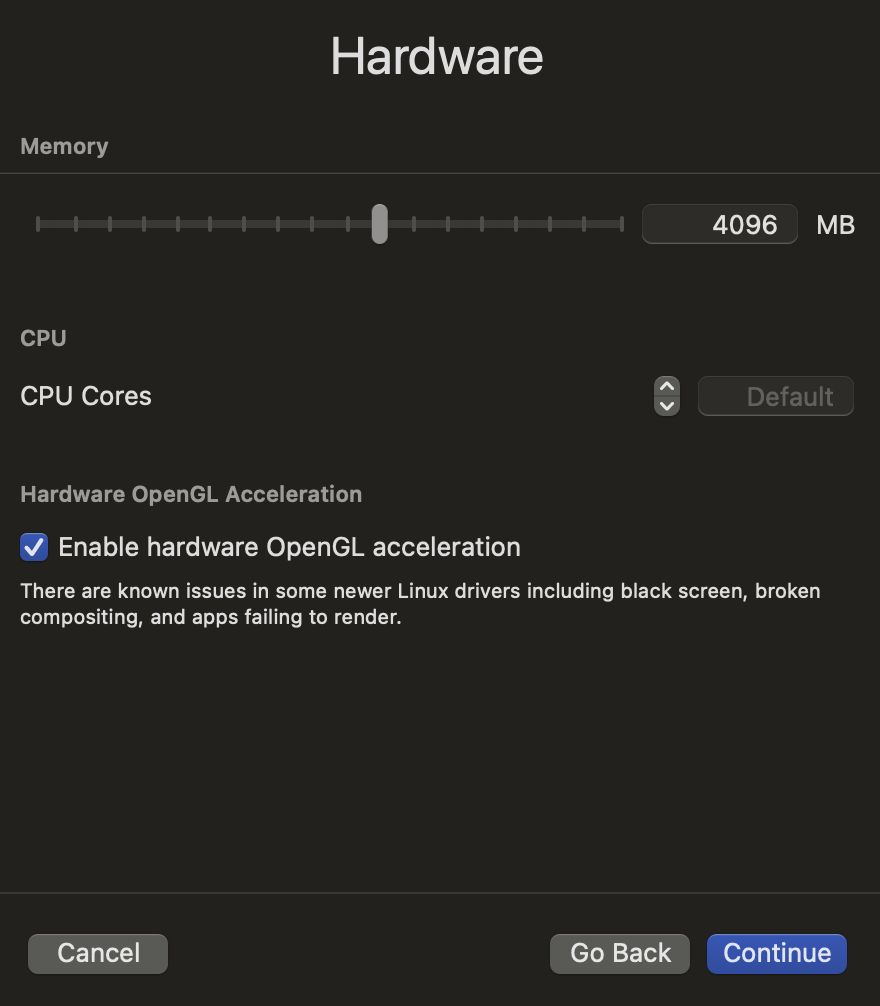 Hardware
Memory
4096 MB
CPU
CPU Cores Default
Hardware OpenGL Acceleration
Enable hardware OpenGL acceleration
There are known issues in some newer Linux drivers including black screen, broken
compositing, and apps failing to render.
Cancel Go Back Continue